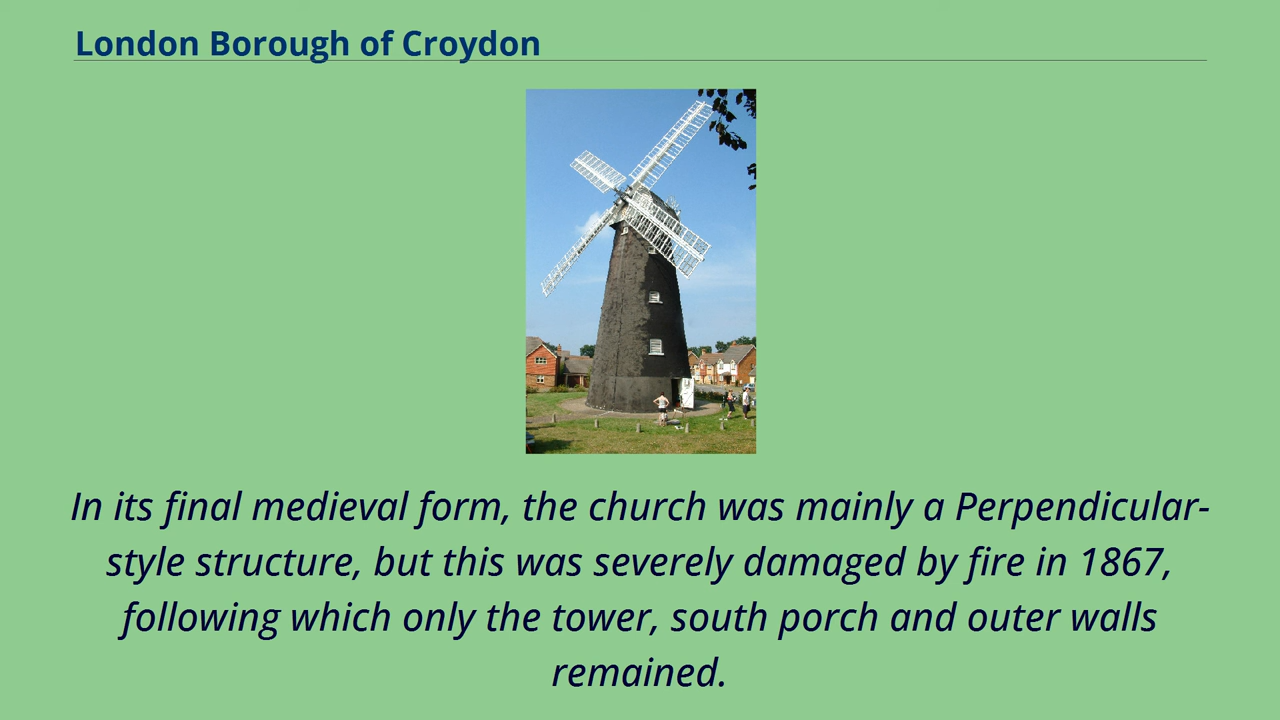 London Borough of Croydon
In its final medieval form, the church was mainly a Perpendicular-
style structure, but this was severely damaged by fire in 1867,
following which only the tower, south porch and outer walls
remained.